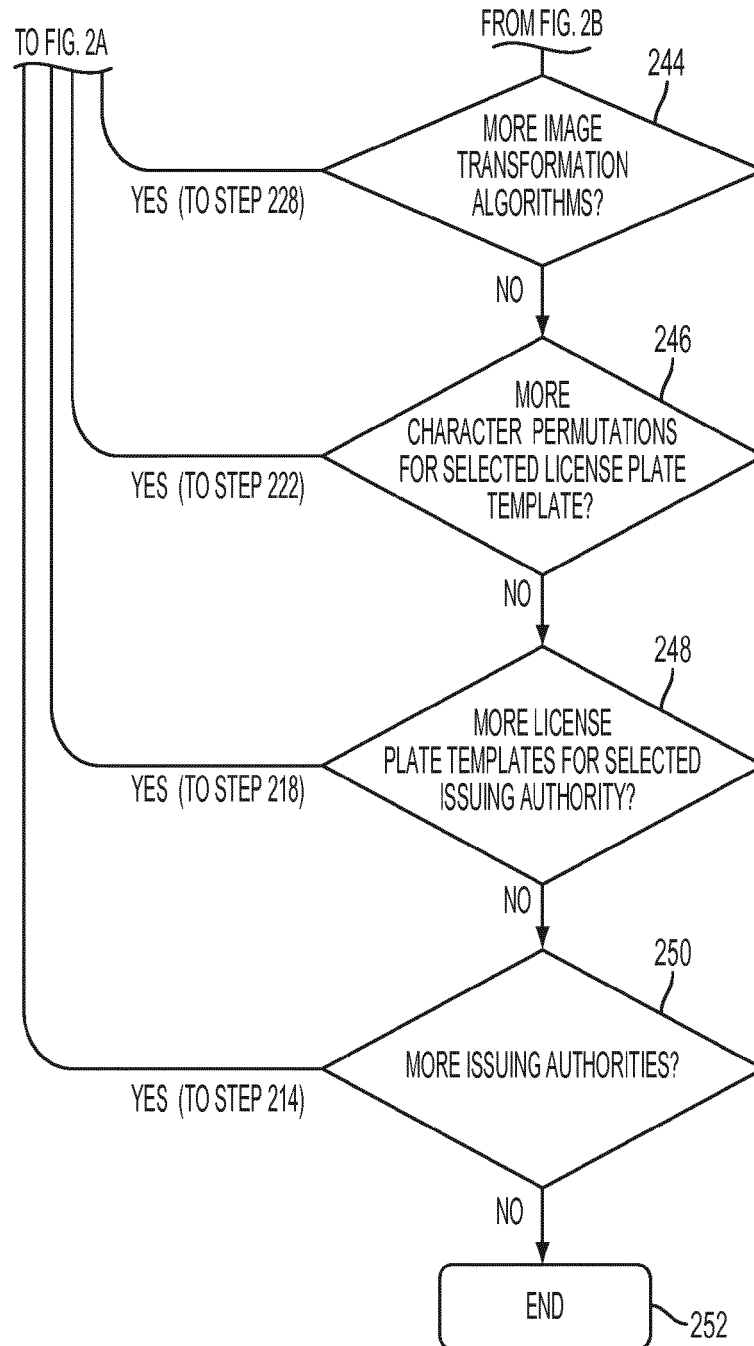 TO FIG. 2A
FROM FIG. 2B
244
MORE IMAGE
TRANSFORMATION
ALGORITHMS?
YES (TO STEP 228)
NO
246
MORE
CHARACTER PERMUTATIONS
FOR SELECTED LICENSE PLATE
TEMPLATE?
YES (TO STEP 222)
NO
248
MORE LICENSE
PLATE TEMPLATES FOR SELECTED
ISSUING AUTHORITY?
YES (TO STEP 218)
NO
250
MORE ISSUING AUTHORITIES?
YES (TO STEP 214)
NO
END
252